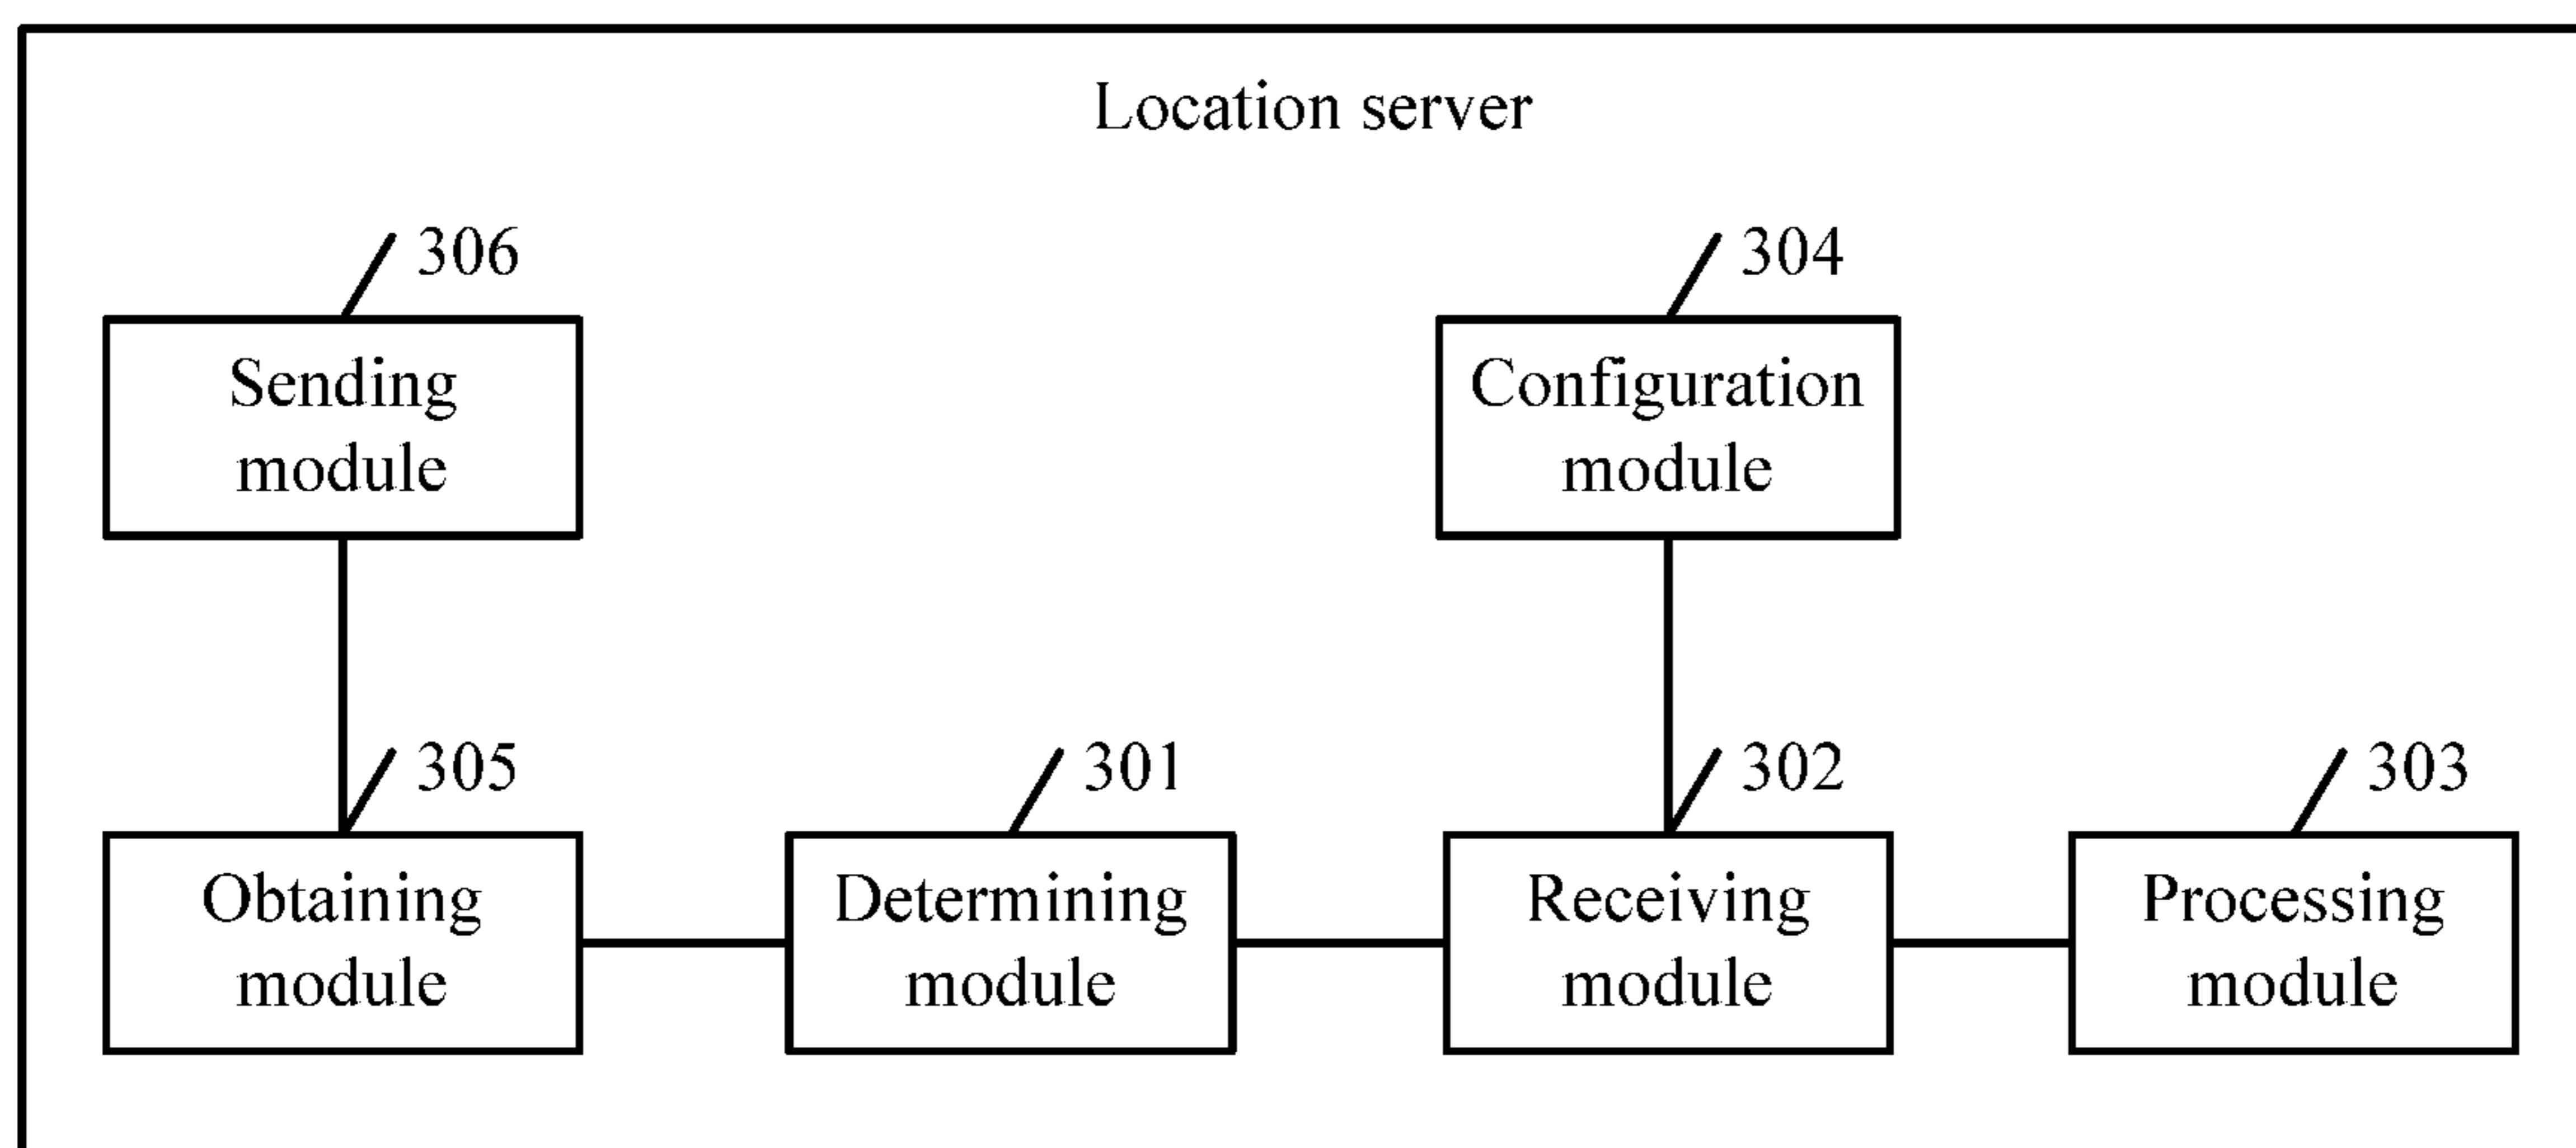 Location server
306
304
Sending
module
Configuration
module
305
301
302
303
Obtaining
module
Determining
module
Receiving
module
Processing
module